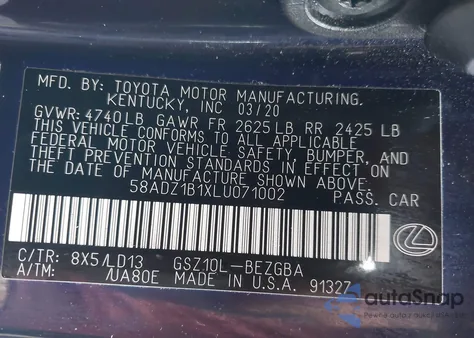 MFD. BY: TOYOTA MOTOR MANUFACTURING,
KENTUCKY, INC 03/20
GVWR: 4740LB GAWR FR 2625 LB RR 2425 LB
THIS VEHICLE CONFORMS TO ALL APPLICABLE
FEDERAL MOTOR VEHICLE SAFETY, BUMPER, AND
THEFT PREVENTION STANDARDS IN EFFECT ON
THE DATE OF MANUFACTURE SHOWN ABOVE.
58ADZ1B1XLU071002 PASS. CAR
C/TR: 8X5/LD13 GSZ10L-BEZGBA
A/TM: /UA80E MADE IN U.S.A. 91327
autoSnap